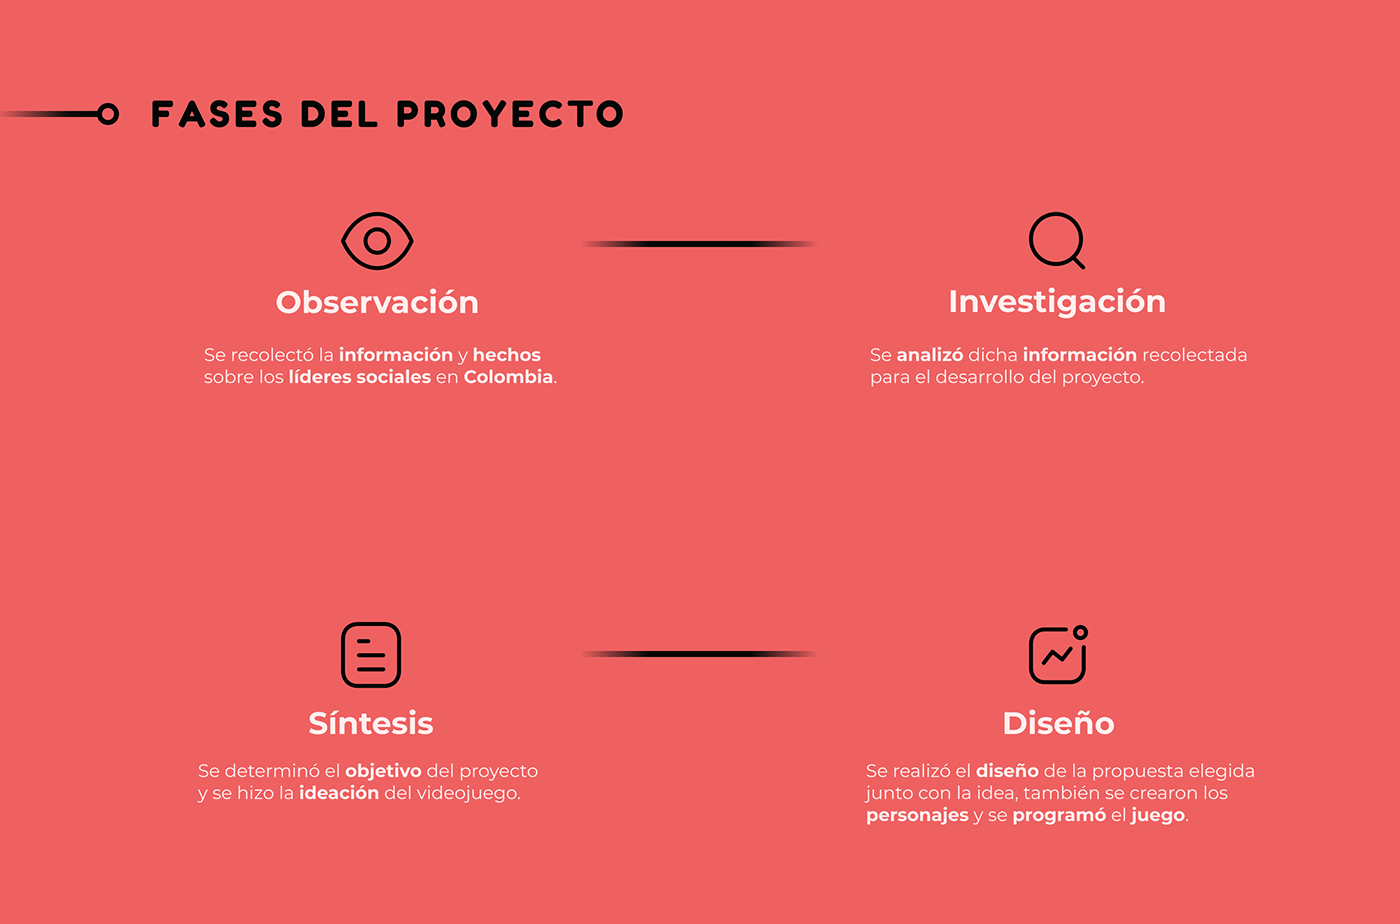 FASES DEL PROYECTO
Observación
Se recolectó la información y hechos
sobre los líderes sociales en Colombia.
Investigación
Se analizó dicha información recolectada
para el desarrollo del proyecto.
Síntesis
Se determinó el objetivo del proyecto
y se hizo la ideación del videojuego.
Diseño
Se realizó el diseño de la propuesta elegida
junto con la idea, también se crearon los
personajes y se programó el juego.